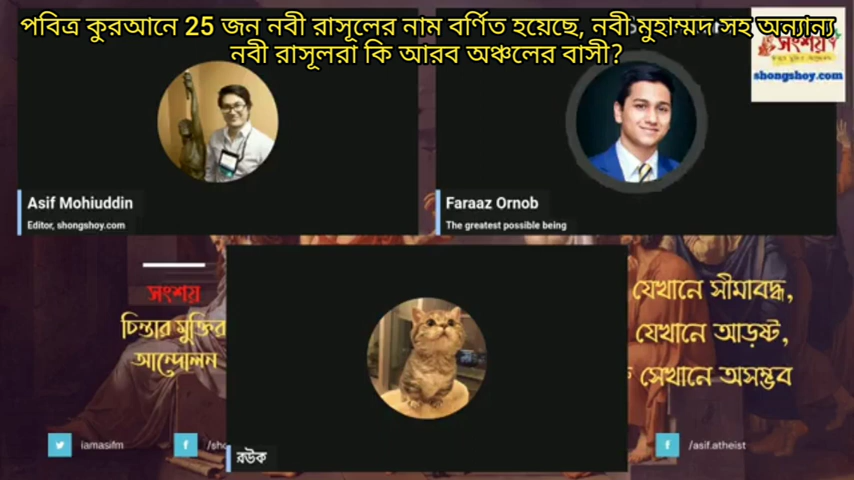 পবিত্র কুরআনে 25 জন নবী রাসূলের নাম বর্ণিত হয়েছে, নবী মুহাম্মদ সহ অন্যান্য
নবী রাসূলরা কি আরব অঞ্চলের বাসী?
সংশয়
shongshoy.com
Asif Mohiuddin
Editor, shongshoy.com
Faraaz Ornob
The greatest possible being
সংশয়
চিন্তার মুক্তির
আন্দোলন
যেখানে সীমাবদ্ধ,
যেখানে আড়ষ্ট,
সেখানে অসম্ভব
iamasifm
/sho
রউফ
/asif.atheist